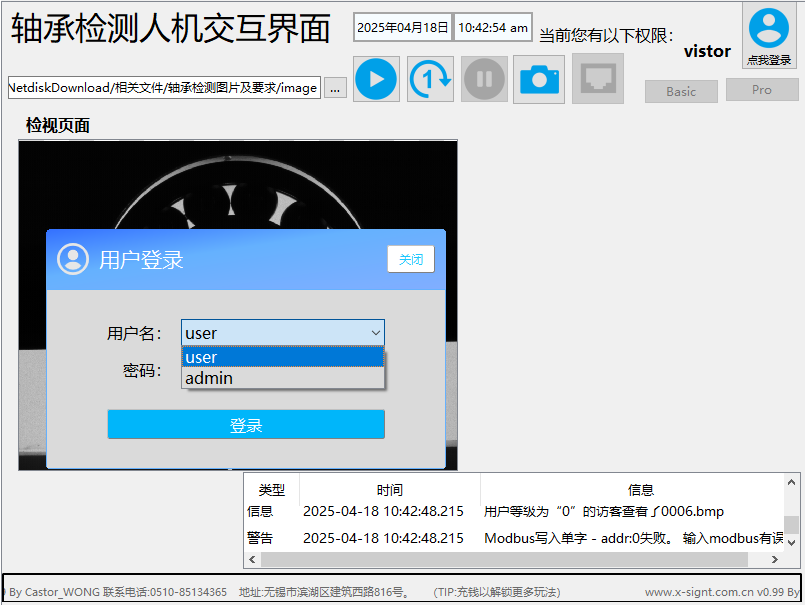 轴承检测人机交互界面
2025年04月18日
10:42:54 am
当前您有以下权限：
vistor
点我登录
NetdiskDownload/相关文件/轴承检测图片及要求/image
...
1
Basic
Pro
检视页面
用户登录
关闭
用户名：
user
user
admin
密码：
登录
类型 时间 信息
信息 2025-04-18 10:42:48.215 用户等级为“0”的访客查看了0006.bmp
警告 2025-04-18 10:42:48.215 Modbus写入单字 - addr:0失败。 输入modbus有误
By Castor_WONG 联系电话:0510-85134365 地址:无锡市滨湖区建筑西路816号。 (TIP:充钱以解锁更多玩法) www.x-signt.com.cn v0.99 By